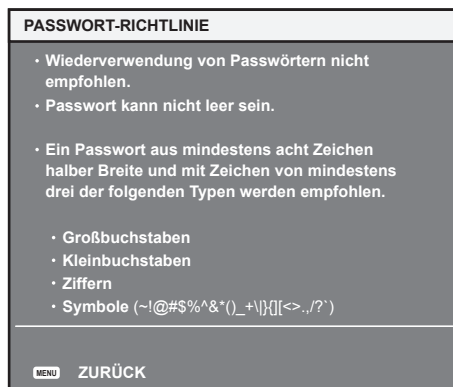 PASSWORT-RICHTLINIE
· Wiederverwendung von Passwörtern nicht
empfohlen.
· Passwort kann nicht leer sein.
· Ein Passwort aus mindestens acht Zeichen
halber Breite und mit Zeichen von mindestens
drei der folgenden Typen werden empfohlen.
· Großbuchstaben
· Kleinbuchstaben
· Ziffern
· Symbole (~!@#$%^&*()_+\|}{][<>.,/?`)
MENU ZURÜCK